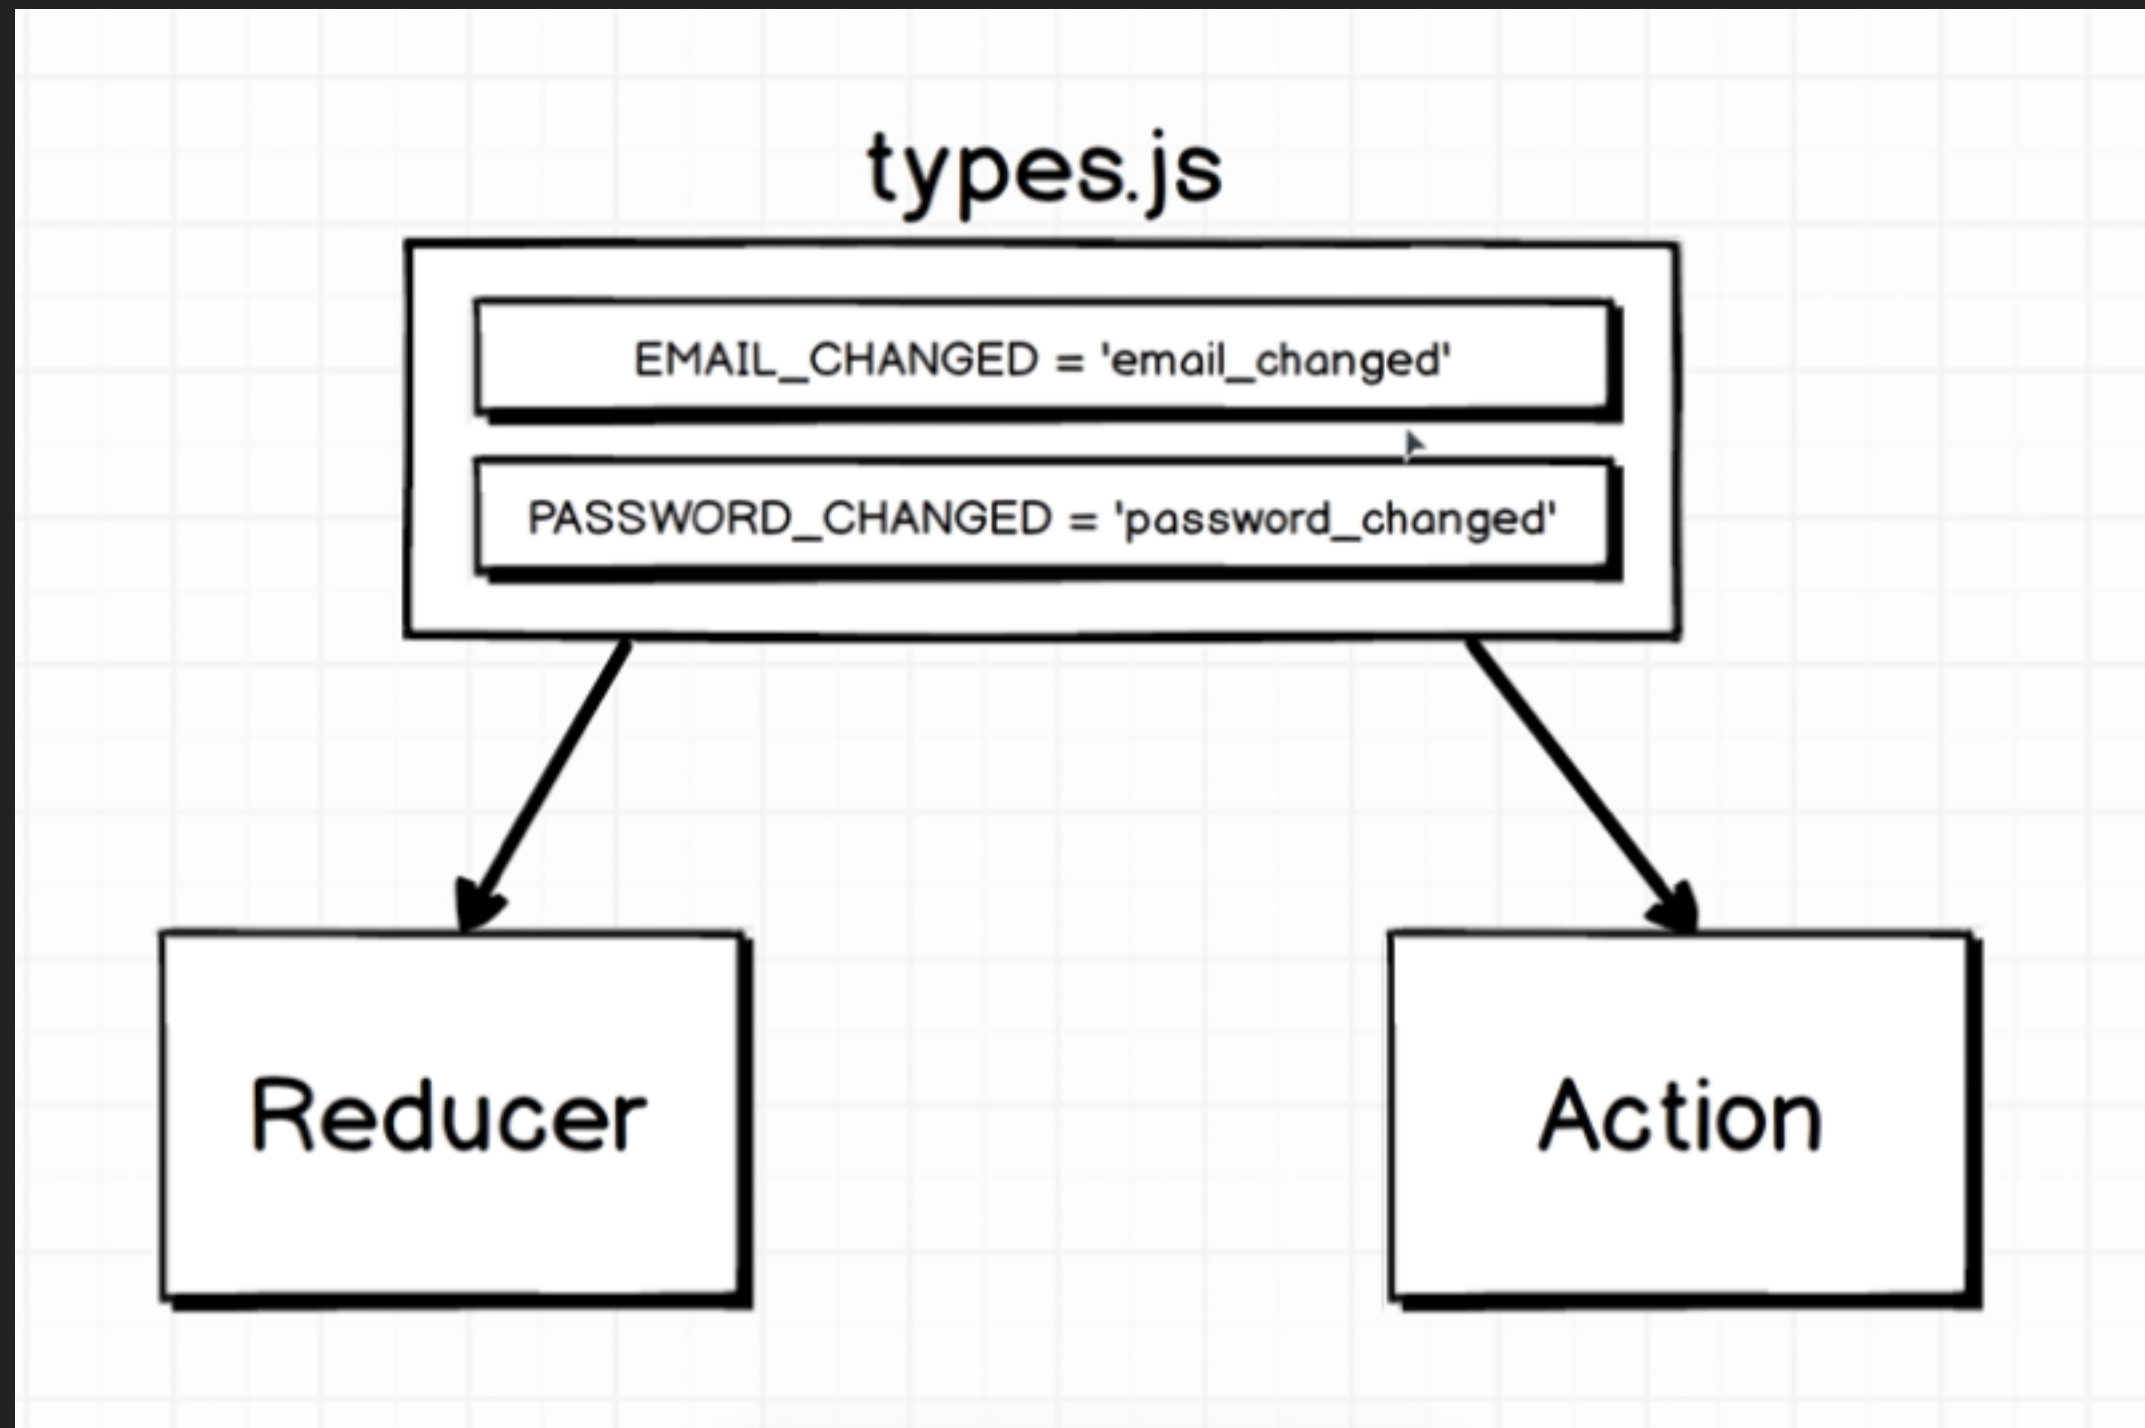 types.js
EMAIL_CHANGED = 'email_changed'
PASSWORD_CHANGED = 'password_changed'
Reducer
Action